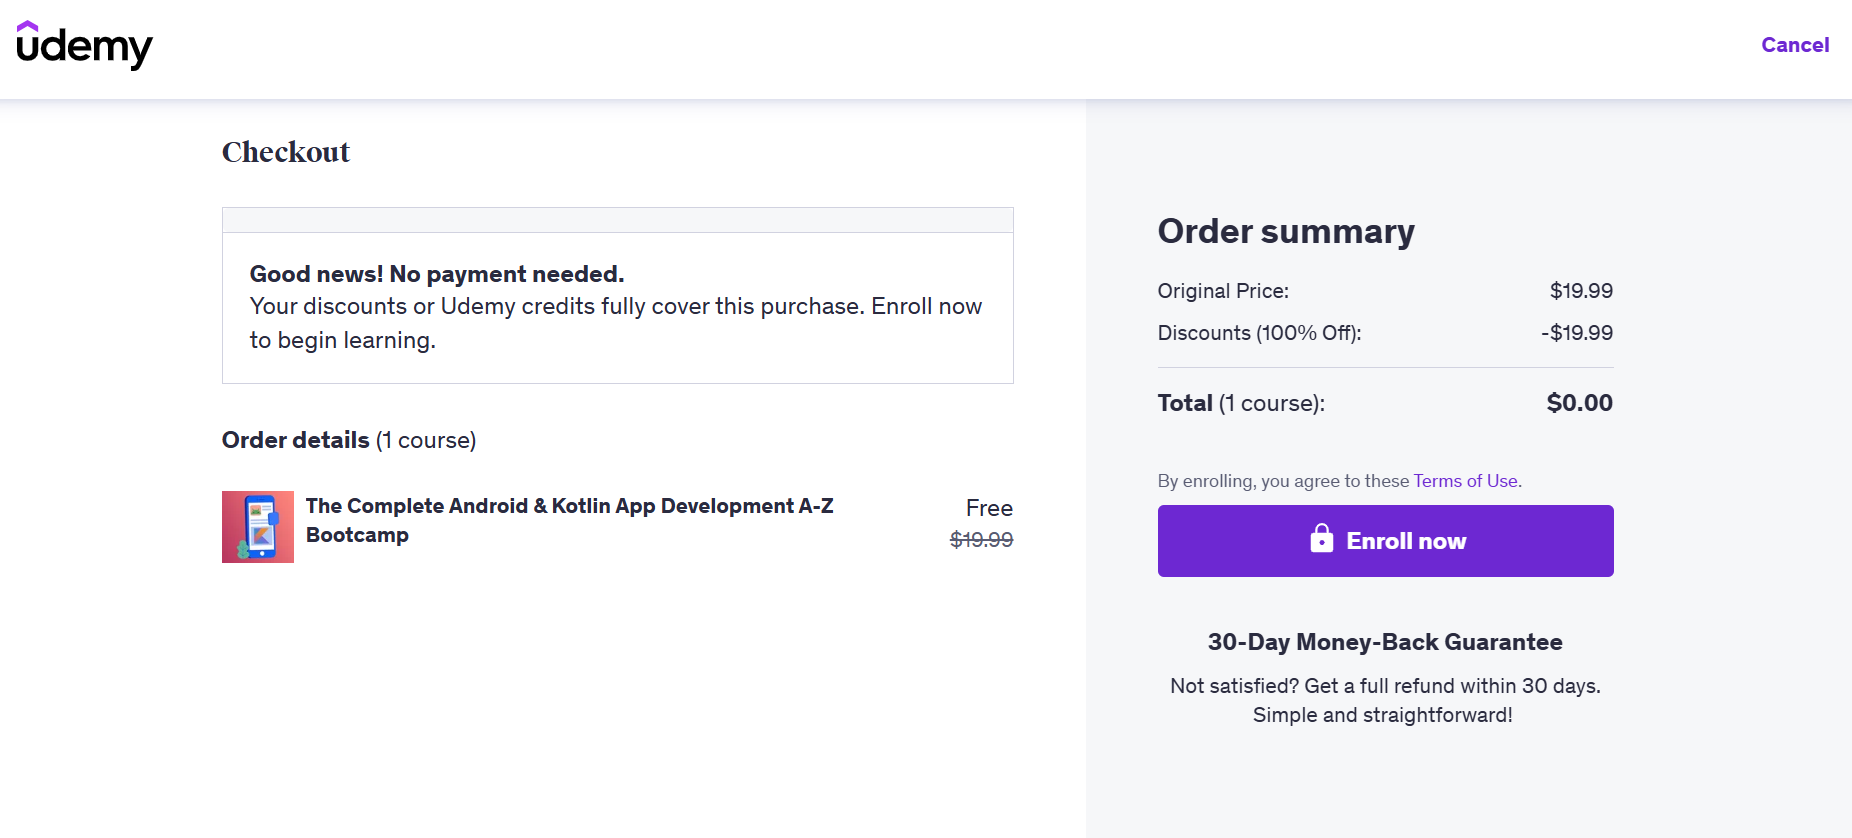 udemy
Cancel
Checkout
Good news! No payment needed.
Your discounts or Udemy credits fully cover this purchase. Enroll now
to begin learning.
Order details (1 course)
The Complete Android & Kotlin App Development A-Z
Bootcamp
Free
$19.99
Order summary
Original Price: $19.99
Discounts (100% Off): -$19.99
Total (1 course): $0.00
By enrolling, you agree to these Terms of Use.
Enroll now
30-Day Money-Back Guarantee
Not satisfied? Get a full refund within 30 days.
Simple and straightforward!